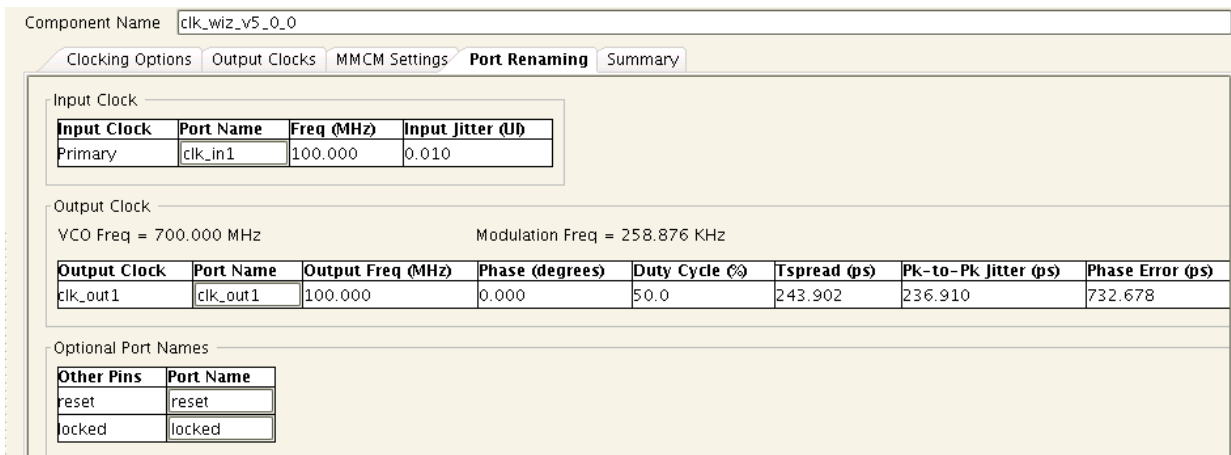 Component Name clk_wiz_v5_0_0
Clocking Options Output Clocks MMCM Settings Port Renaming Summary
Input Clock
Input Clock Port Name Freq (MHz) Input Jitter (UI)
Primary clk_in1 100.000 0.010
Output Clock
VCO Freq = 700.000 MHz Modulation Freq = 258.876 KHz
Output Clock Port Name Output Freq (MHz) Phase (degrees) Duty Cycle (%) Tspread (ps) Pk-to-Pk Jitter (ps) Phase Error (ps)
clk_out1 clk_out1 100.000 0.000 50.0 243.902 236.910 732.678
Optional Port Names
Other Pins Port Name
reset reset
locked locked